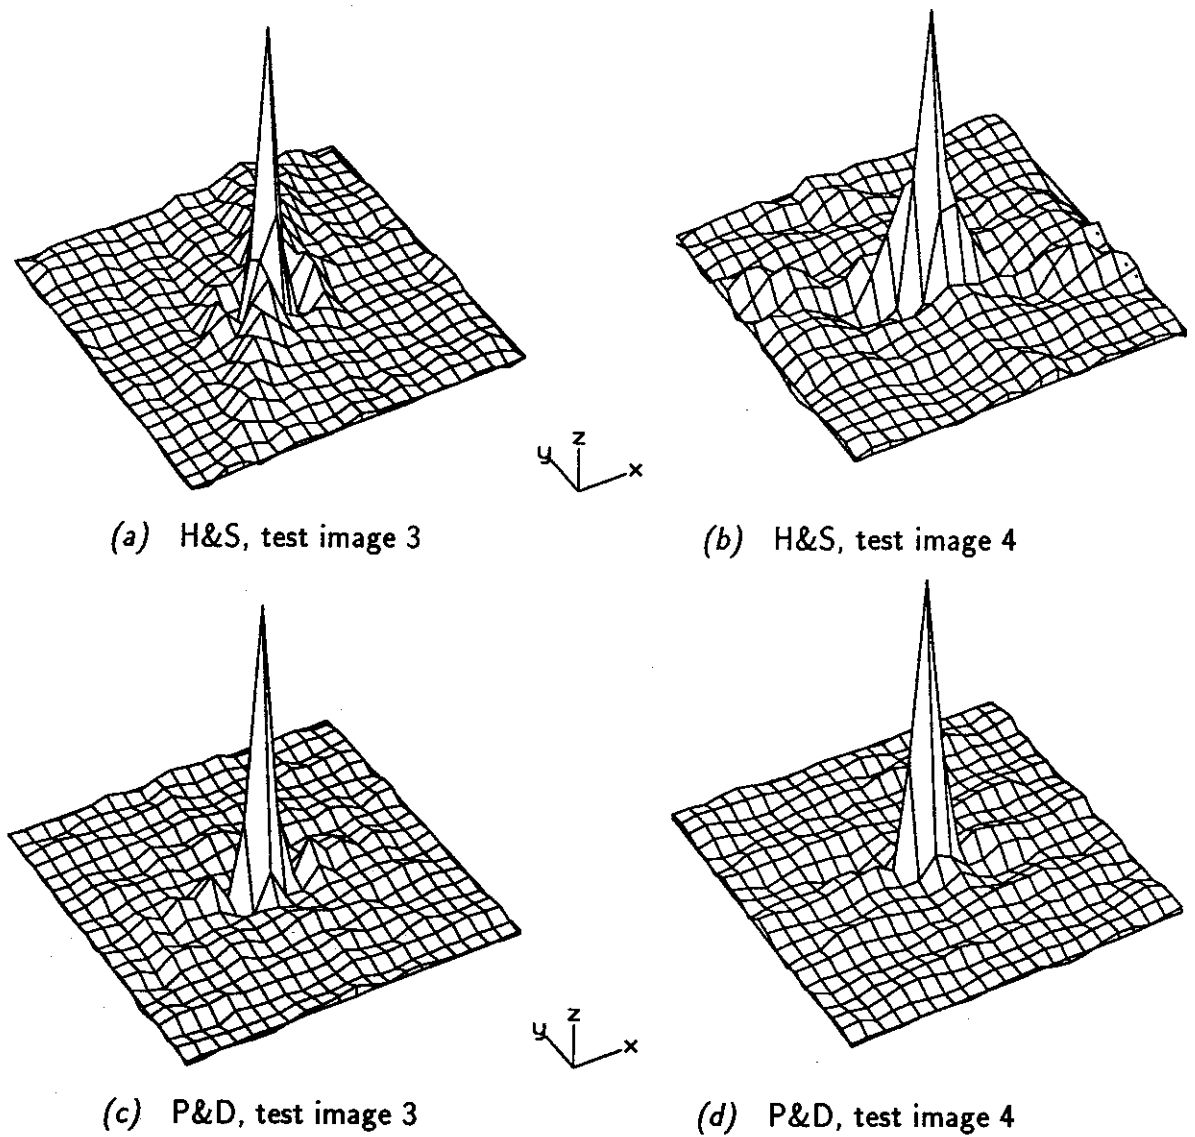 z
y
x
(a) H&S, test image 3
(b) H&S, test image 4
z
y
x
(c) P&D, test image 3
(d) P&D, test image 4